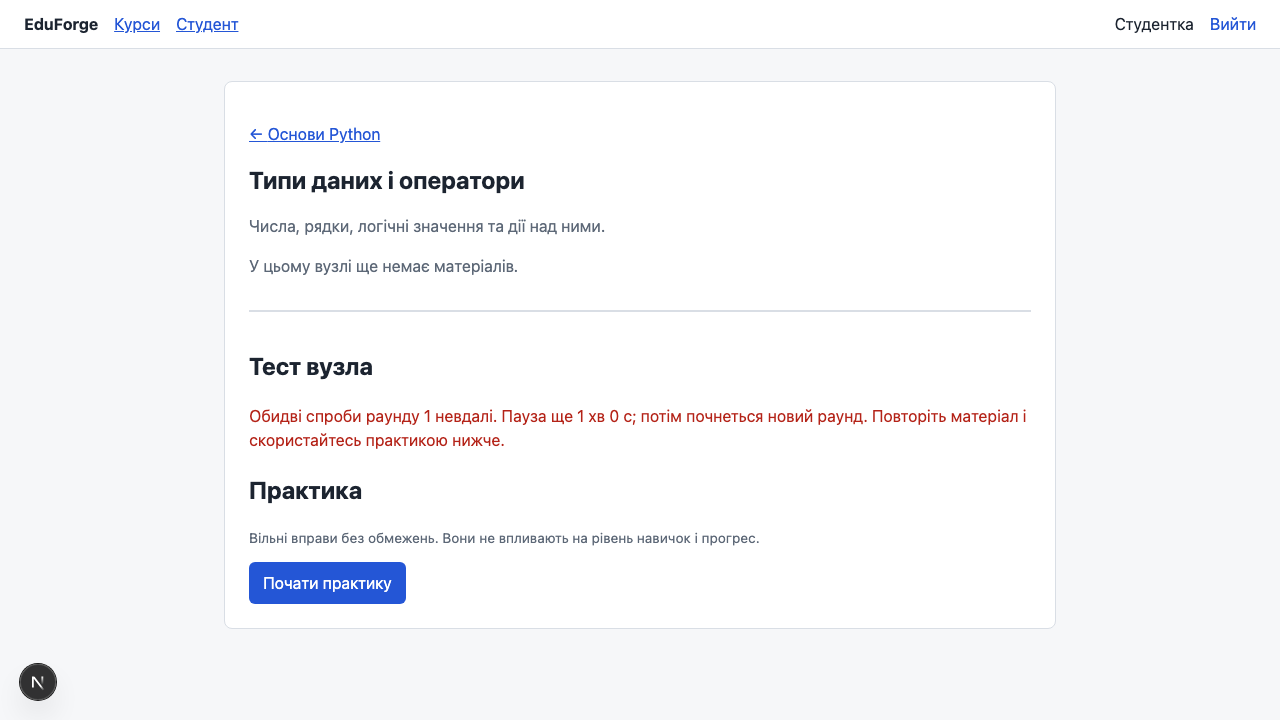 EduForge Курси Студент Студентка Вийти
← Основи Python
Типи даних і оператори
Числа, рядки, логічні значення та дії над ними.
У цьому вузлі ще немає матеріалів.
Тест вузла
Обидві спроби раунду 1 невдалі. Пауза ще 1 хв 0 с; потім почнеться новий раунд. Повторіть матеріал і
скористайтесь практикою нижче.
Практика
Вільні вправи без обмежень. Вони не впливають на рівень навичок і прогрес.
Почати практику
N